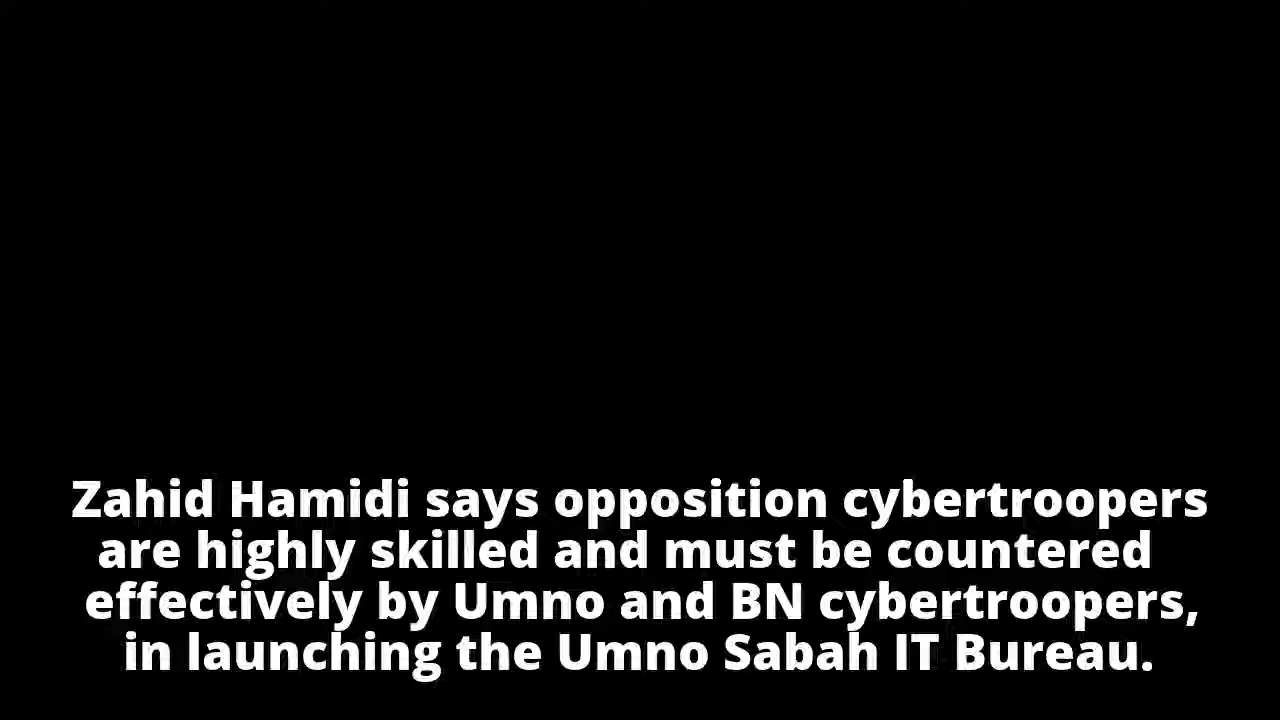 Zahid Hamidi says opposition cybertroopers
are highly skilled and must be countered
effectively by Umno and BN cybertroopers,
in launching the Umno Sabah IT Bureau.